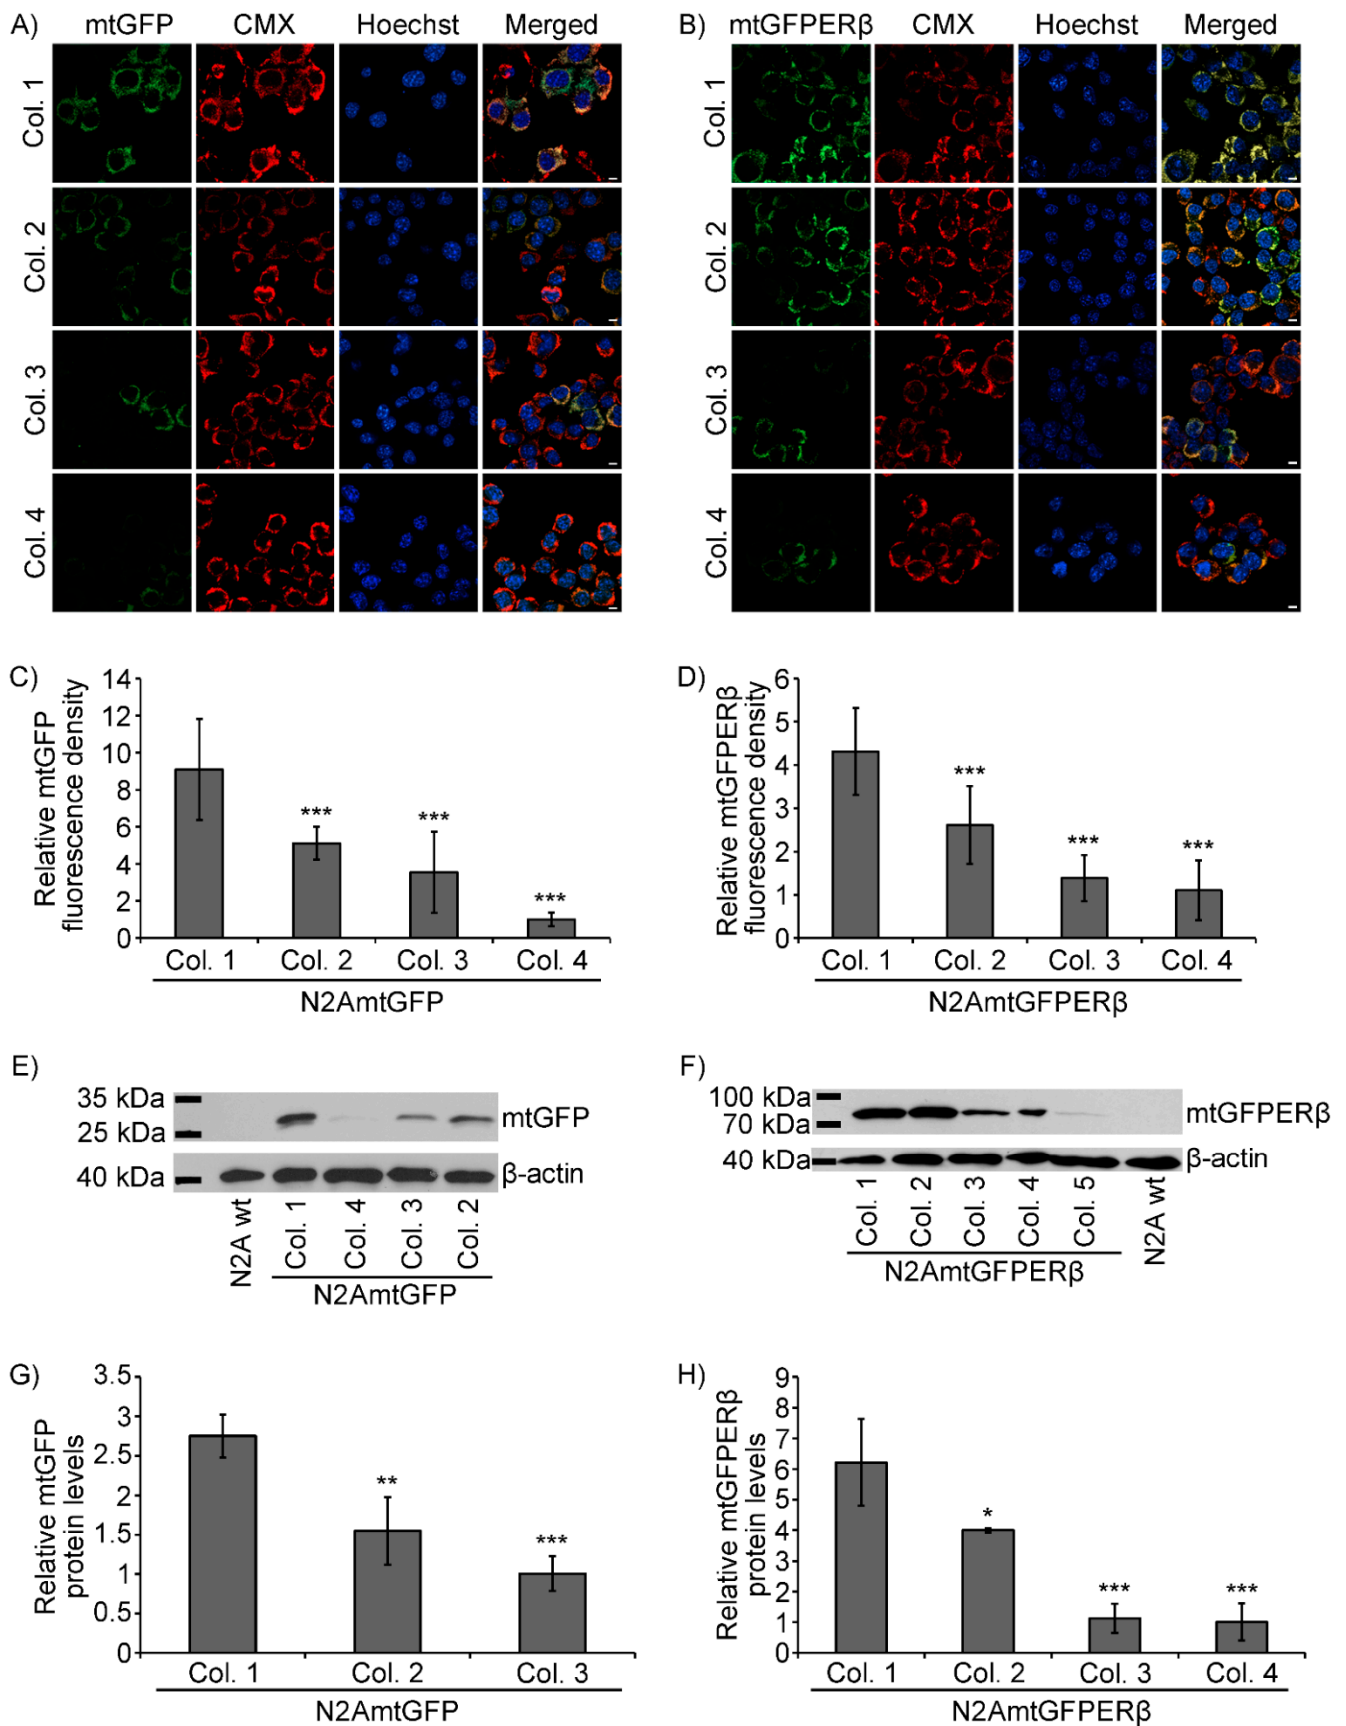 A) mtGFP CMX Hoechst Merged
Col. 1
Col. 2
Col. 3
Col. 4
B) mtGFPERβ CMX Hoechst Merged
Col. 1
Col. 2
Col. 3
Col. 4
C)
Relative mtGFP
fluorescence density
14
12
10
8
6
4
2
0
***
***
***
Col. 1 Col. 2 Col. 3 Col. 4
N2AmtGFP
D)
Relative mtGFPERβ
fluorescence density
6
5
4
3
2
1
0
***
***
***
Col. 1 Col. 2 Col. 3 Col. 4
N2AmtGFPERβ
E)
35 kDa
25 kDa
mtGFP
40 kDa
β-actin
N2A wt
Col. 1
Col. 4
Col. 3
Col. 2
N2AmtGFP
F)
100 kDa
70 kDa
mtGFPERβ
40 kDa
β-actin
Col. 1
Col. 2
Col. 3
Col. 4
Col. 5
N2A wt
N2AmtGFPERβ
G)
Relative mtGFP
protein levels
3.5
3
2.5
2
1.5
1
0.5
0
**
***
Col. 1 Col. 2 Col. 3
N2AmtGFP
H)
Relative mtGFPERβ
protein levels
9
8
7
6
5
4
3
2
1
0
*
***
***
Col. 1 Col. 2 Col. 3 Col. 4
N2AmtGFPERβ